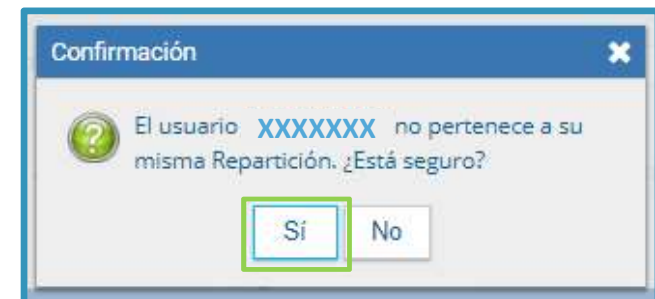 Confirmación
El usuario XXXXXXX no pertenece a su
misma Repartición. ¿Está seguro?
Sí No